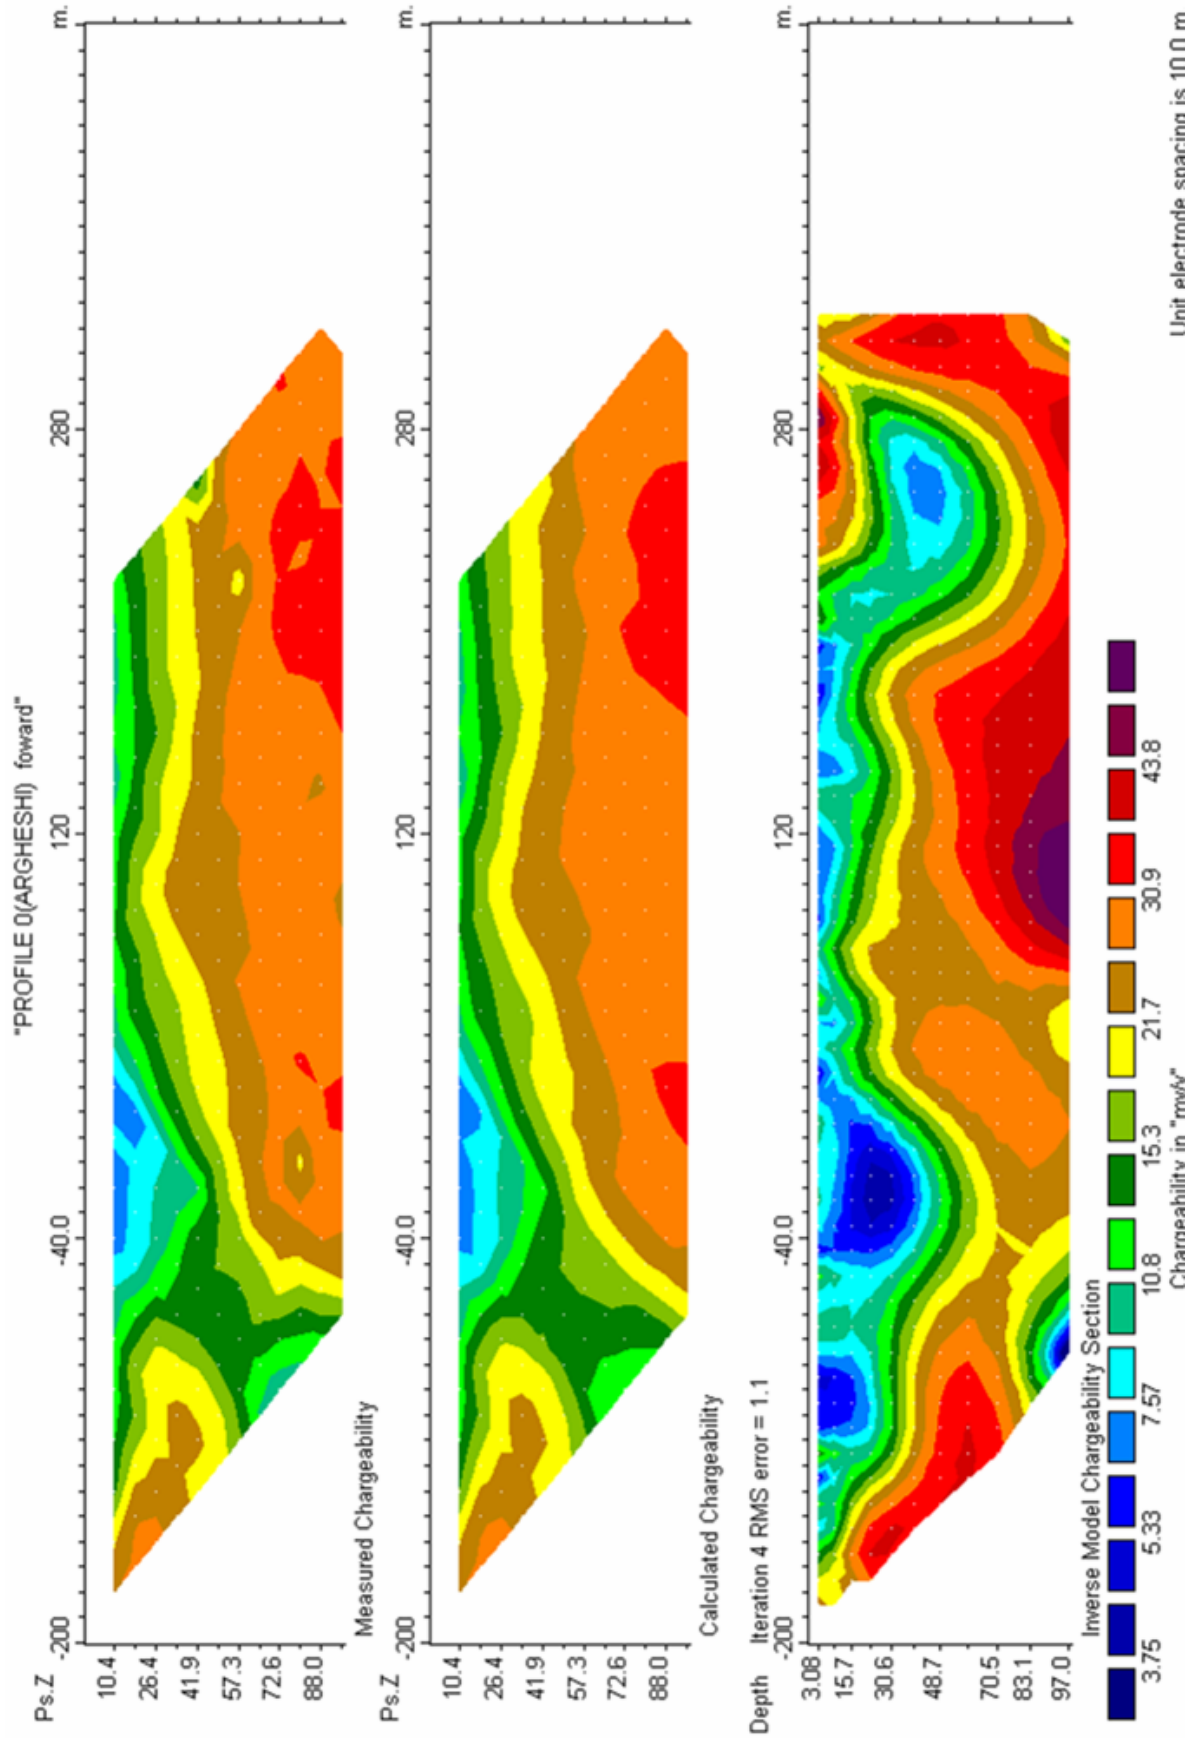 "PROFILE 0(ARGHESHI) foward"
Ps.Z -200 -40.0 120 280 m.
10.4
26.4
41.9
57.3
72.6
88.0
Measured Chargeability
Ps.Z -200 -40.0 120 280 m.
10.4
26.4
41.9
57.3
72.6
88.0
Calculated Chargeability
Depth Iteration 4 RMS error = 1.1
-200 -40.0 120 280 m.
3.08
15.7
30.6
48.7
70.5
83.1
97.0
Inverse Model Chargeability Section
3.75 5.33 7.57 10.8 15.3 21.7 30.9 43.8
Chargeability in "mv/v"
Unit electrode spacing is 10.0 m